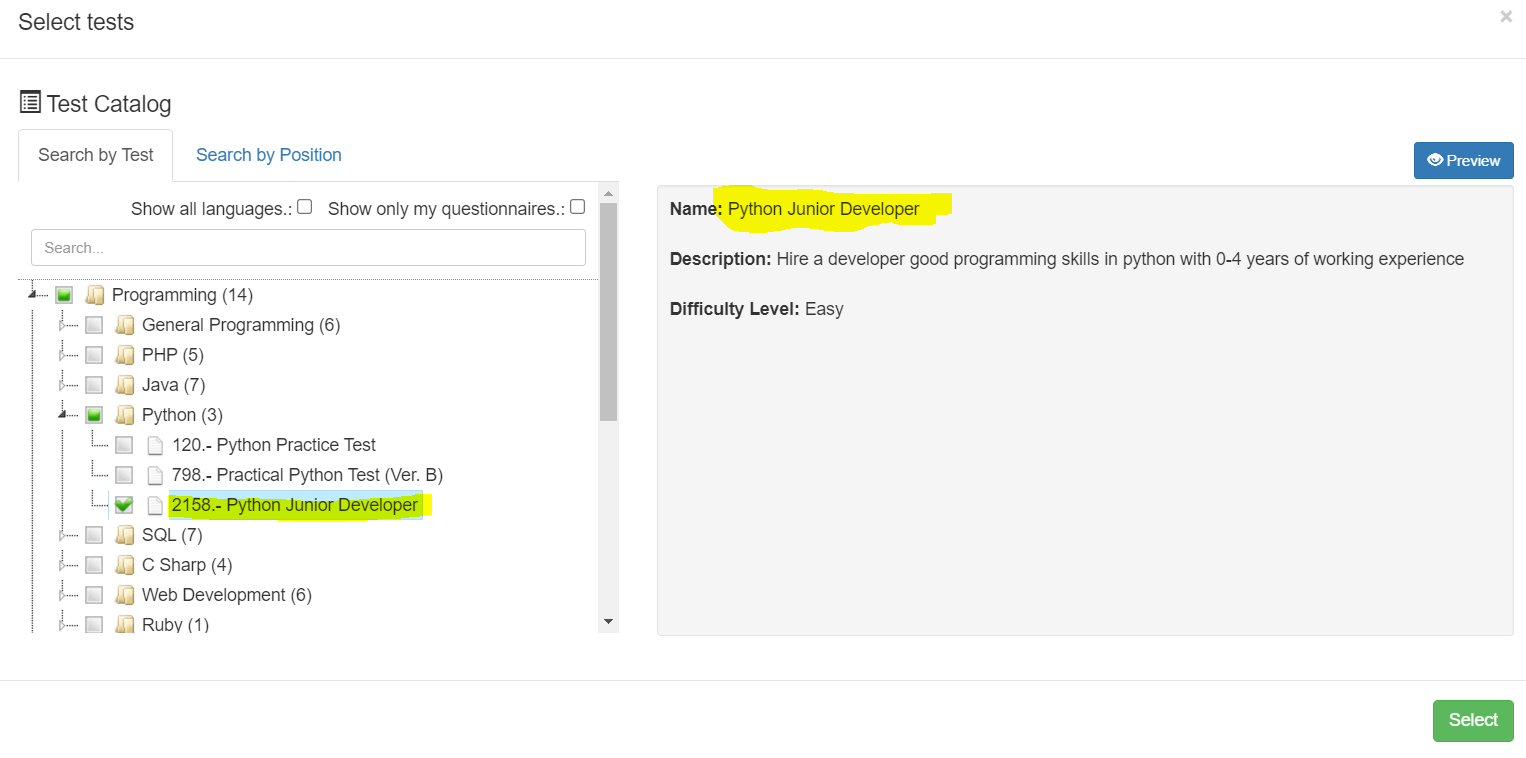 Select tests
×
Test Catalog
Search by Test
Search by Position
Preview
Show all languages.:
Show only my questionnaires.:
Search...
Programming (14)
General Programming (6)
PHP (5)
Java (7)
Python (3)
120.- Python Practice Test
798.- Practical Python Test (Ver. B)
2158.- Python Junior Developer
SQL (7)
C Sharp (4)
Web Development (6)
Ruby (1)
Name: Python Junior Developer
Description: Hire a developer good programming skills in python with 0-4 years of working experience
Difficulty Level: Easy
Select